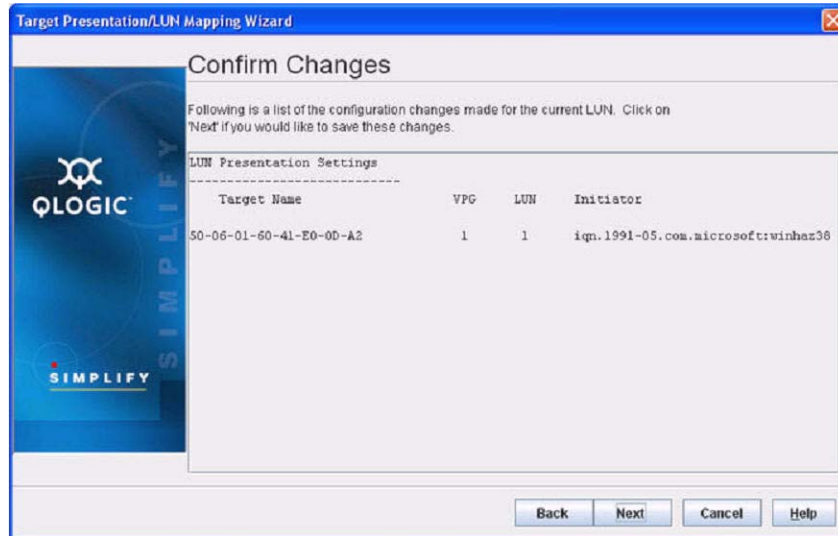 Target Presentation/LUN Mapping Wizard
Confirm Changes
Following is a list of the configuration changes made for the current LUN. Click on
'Next' if you would like to save these changes.
LUN Presentation Settings
----------------------------
Target Name VPG LUN Initiator
50-06-01-60-41-E0-0D-A2 1 1 iqn.1991-05.com.microsoft:winhaz38
QLOGIC
SIMPLIFY
SIMPLIFY
Back Next Cancel Help